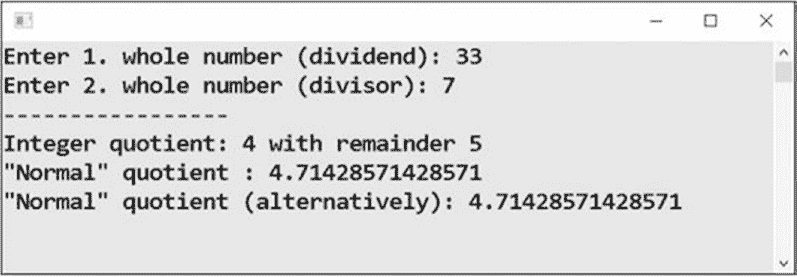 Enter 1. whole number (dividend): 33
Enter 2. whole number (divisor): 7
-----------------
Integer quotient: 4 with remainder 5
"Normal" quotient : 4.71428571428571
"Normal" quotient (alternatively): 4.71428571428571